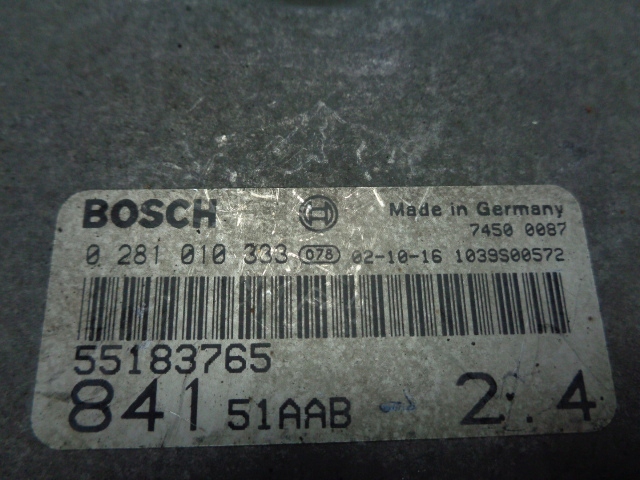 BOSCH Made in Germany
7450 0087
0 281 010 333 078 02-10-16 1039S00572
55183765
841 51AAB 2.4